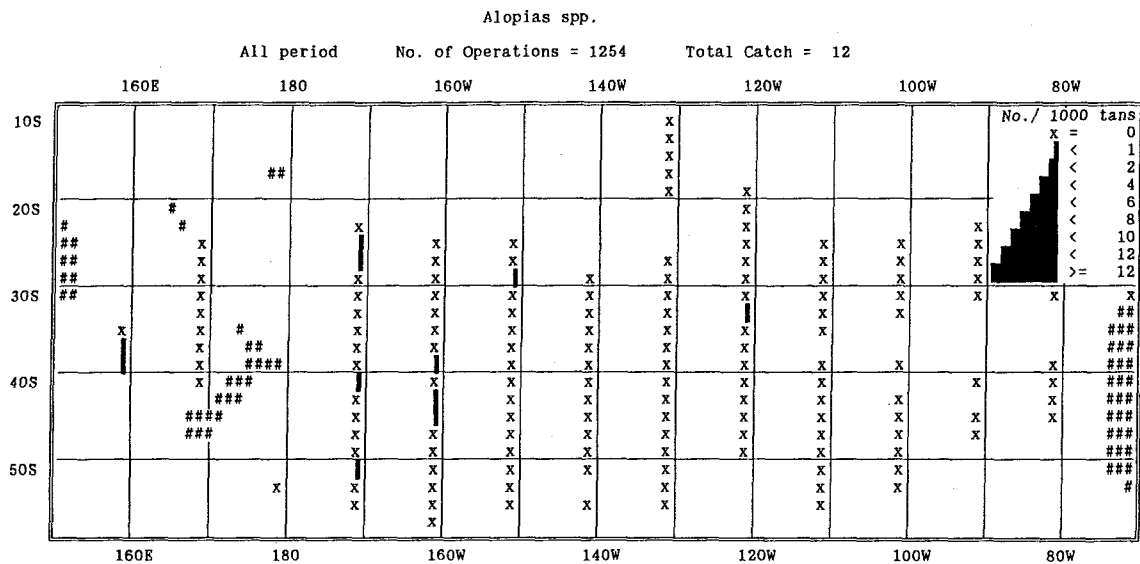 Alopias spp.
All period No. of Operations = 1254 Total Catch = 12
160E 180 160W 140W 120W 100W 80W
No./ 1000 tans
x = 0
< 1
< 2
< 4
< 6
< 8
< 10
< 12
>= 12
10S
20S
30S
40S
50S
160E 180 160W 140W 120W 100W 80W